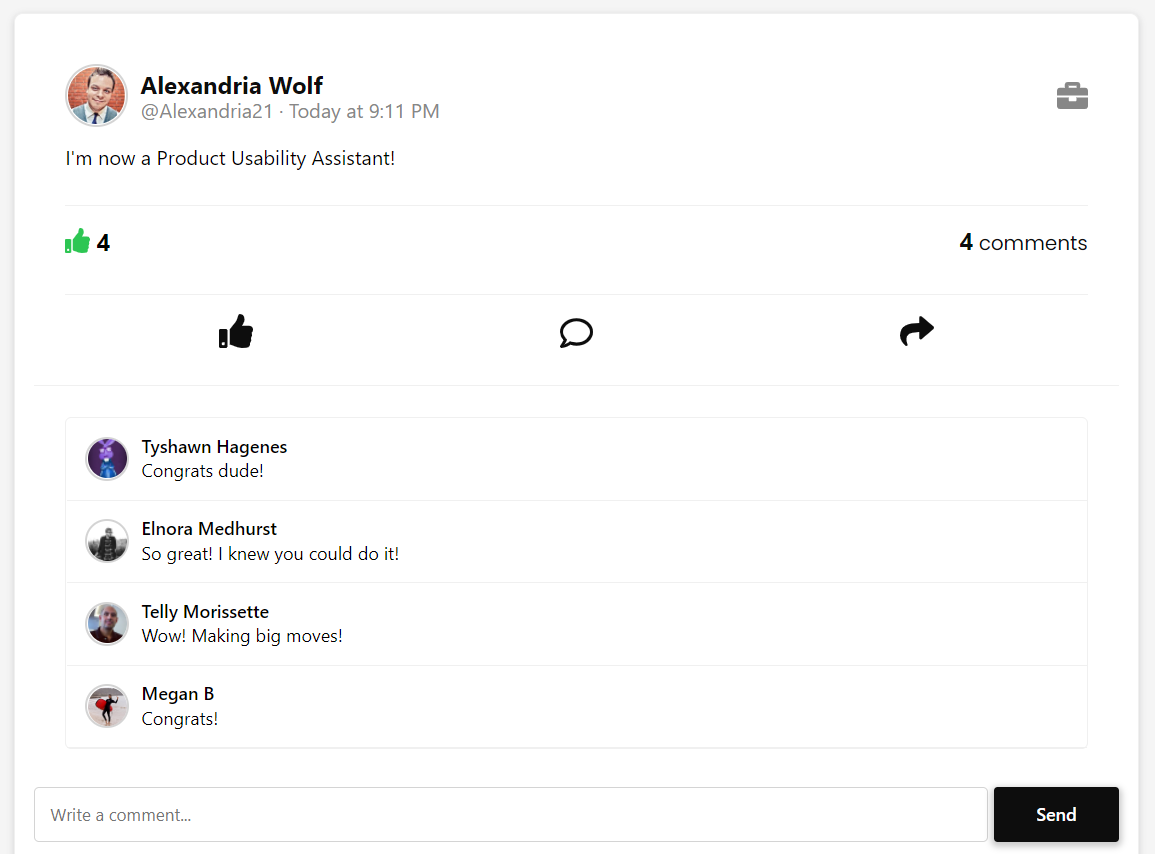 Alexandria Wolf
@Alexandria21 · Today at 9:11 PM
I'm now a Product Usability Assistant!
4
4 comments
Tyshawn Hagenes
Congrats dude!
Elnora Medhurst
So great! I knew you could do it!
Telly Morissette
Wow! Making big moves!
Megan B
Congrats!
Write a comment...
Send